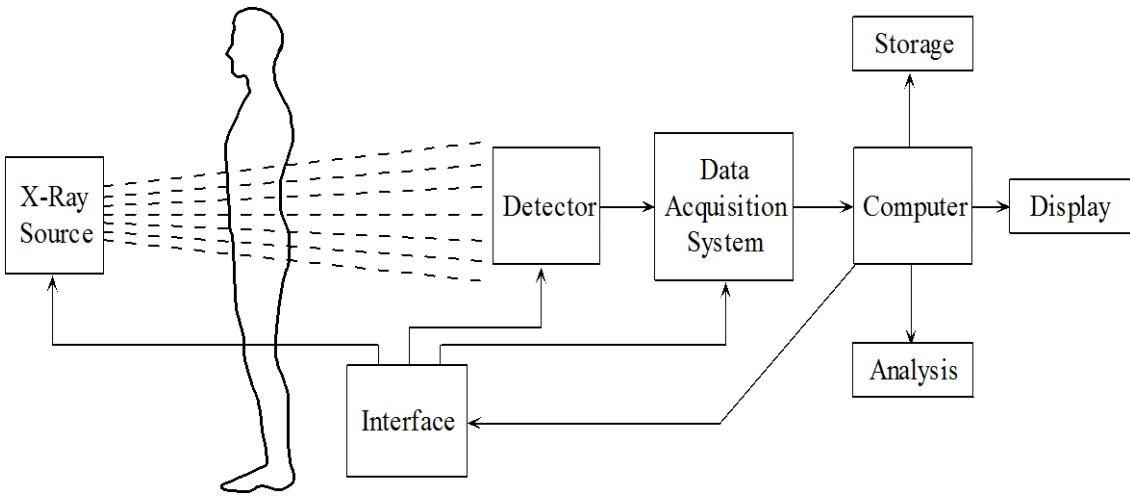 Storage
X-Ray
Source
Detector
Data
Acquisition
System
Computer
Display
Analysis
Interface